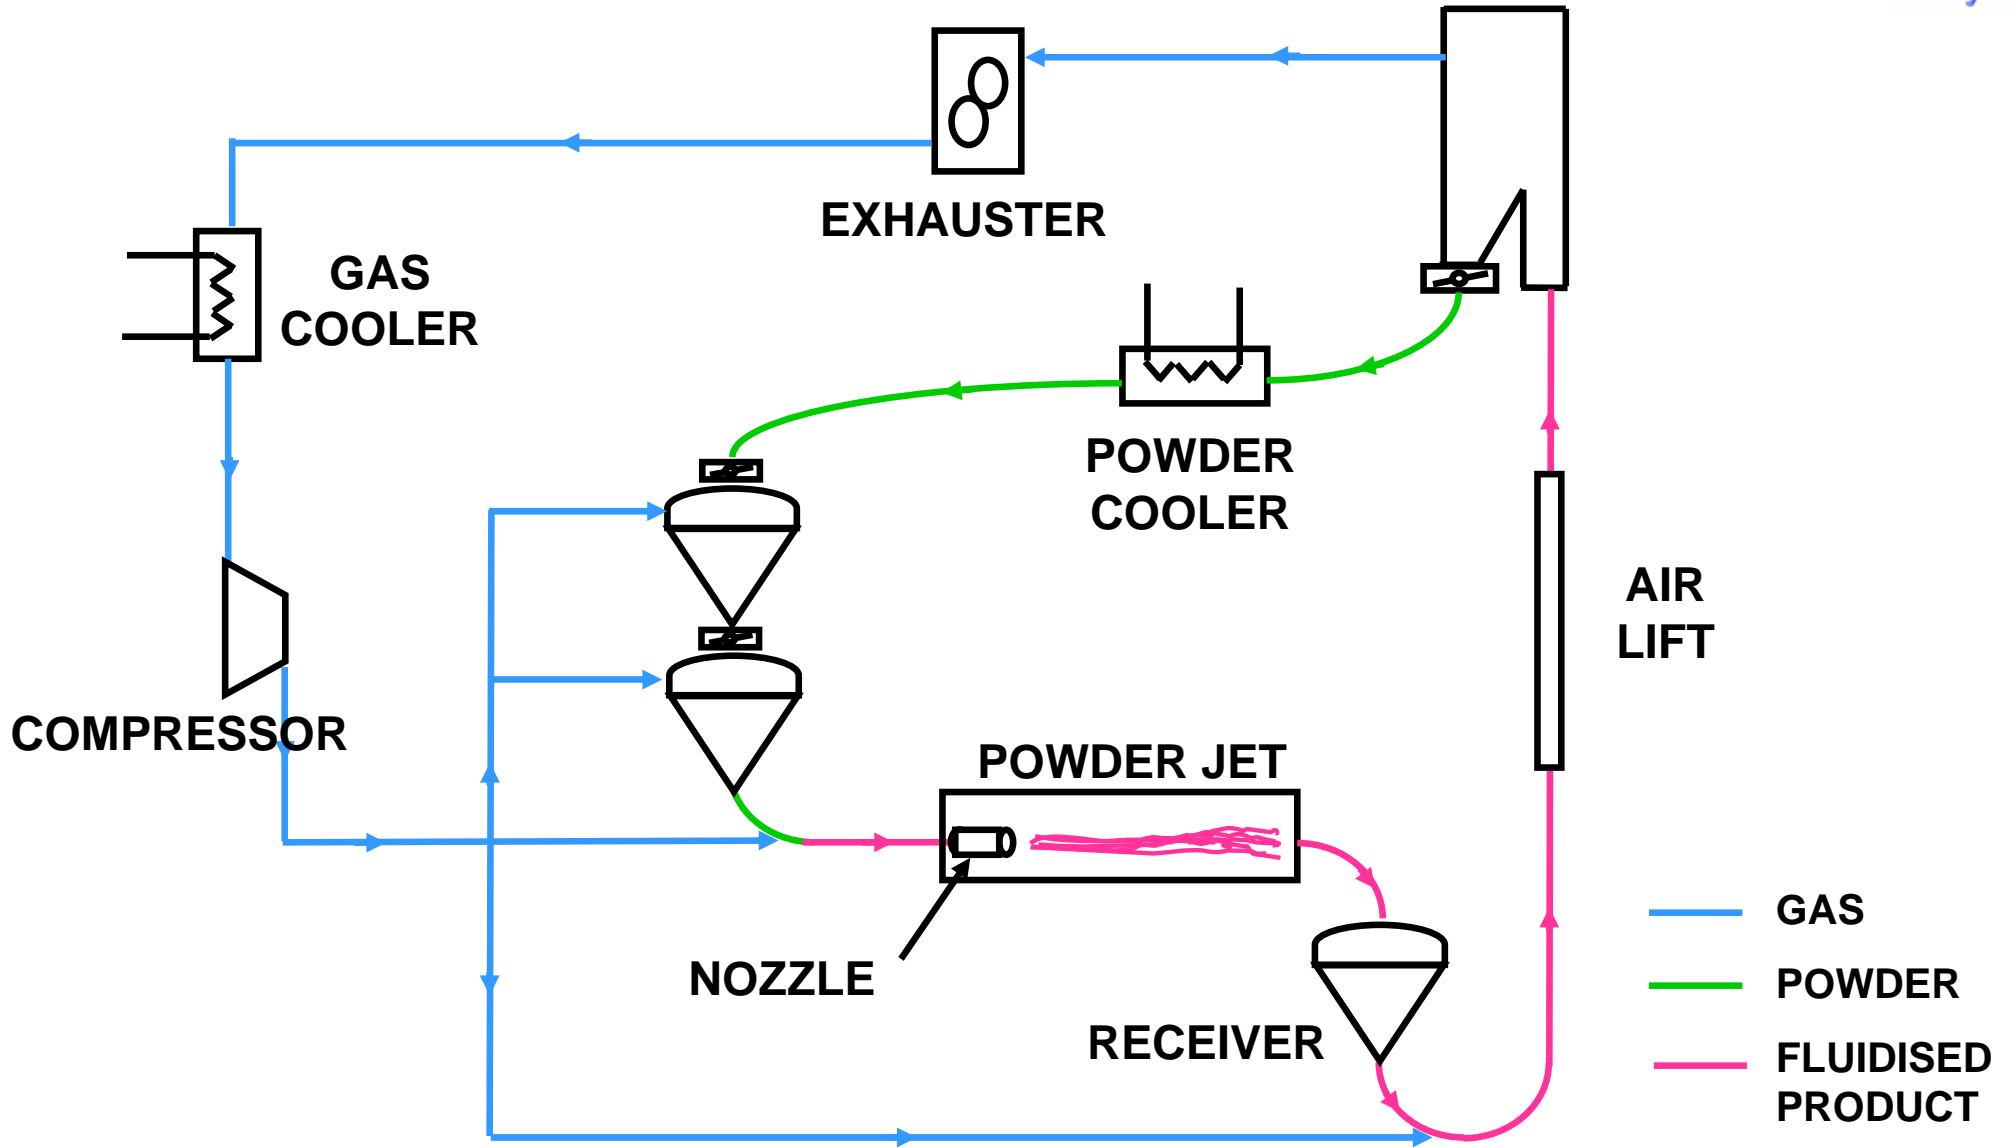 EXHAUSTER
GAS
COOLER
POWDER
COOLER
AIR
LIFT
COMPRESSOR
POWDER JET
NOZZLE
RECEIVER
GAS
POWDER
FLUIDISED
PRODUCT